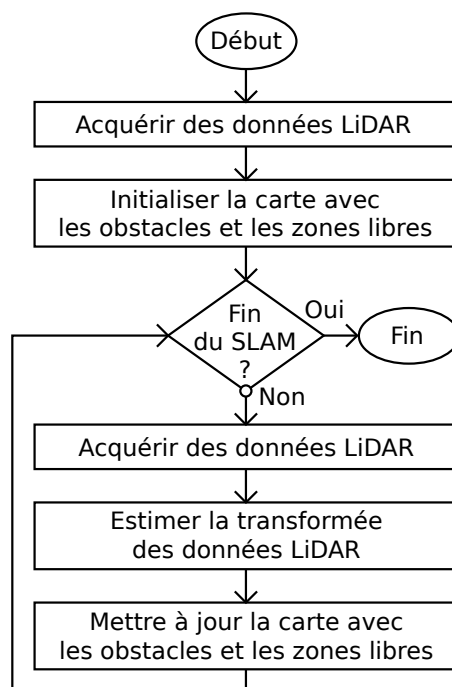 Début
Acquérir des données LiDAR
Initialiser la carte avec
les obstacles et les zones libres
Fin
du SLAM
?
Oui
Fin
Non
Acquérir des données LiDAR
Estimer la transformée
des données LiDAR
Mettre à jour la carte avec
les obstacles et les zones libres